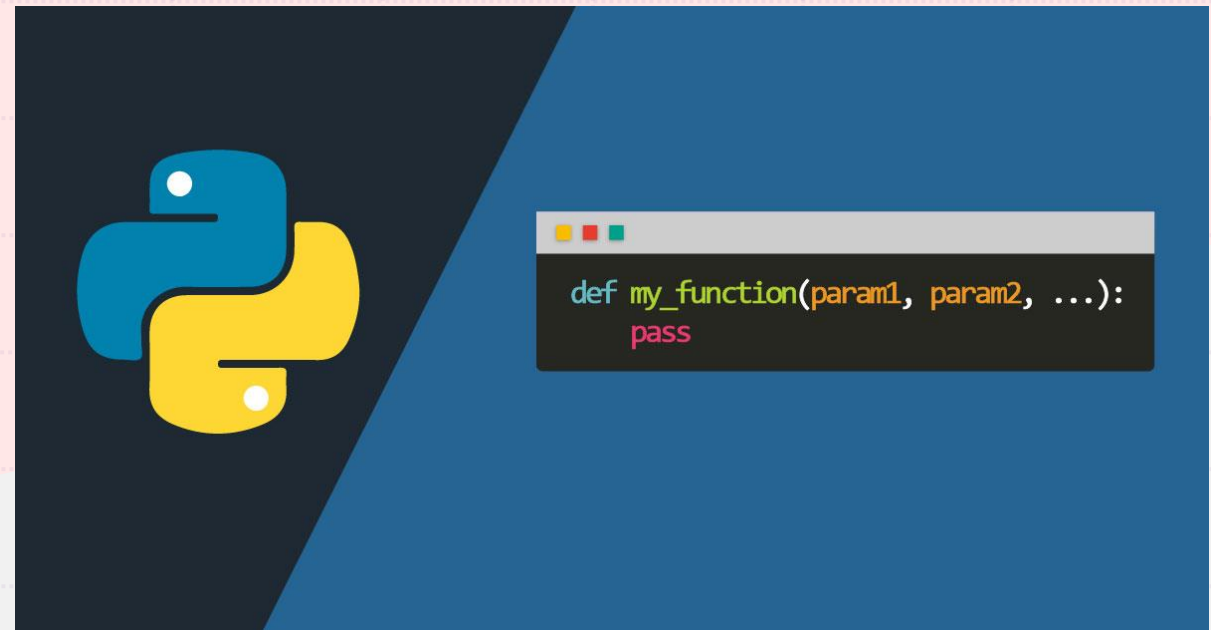 def my_function(param1, param2, ...):
pass